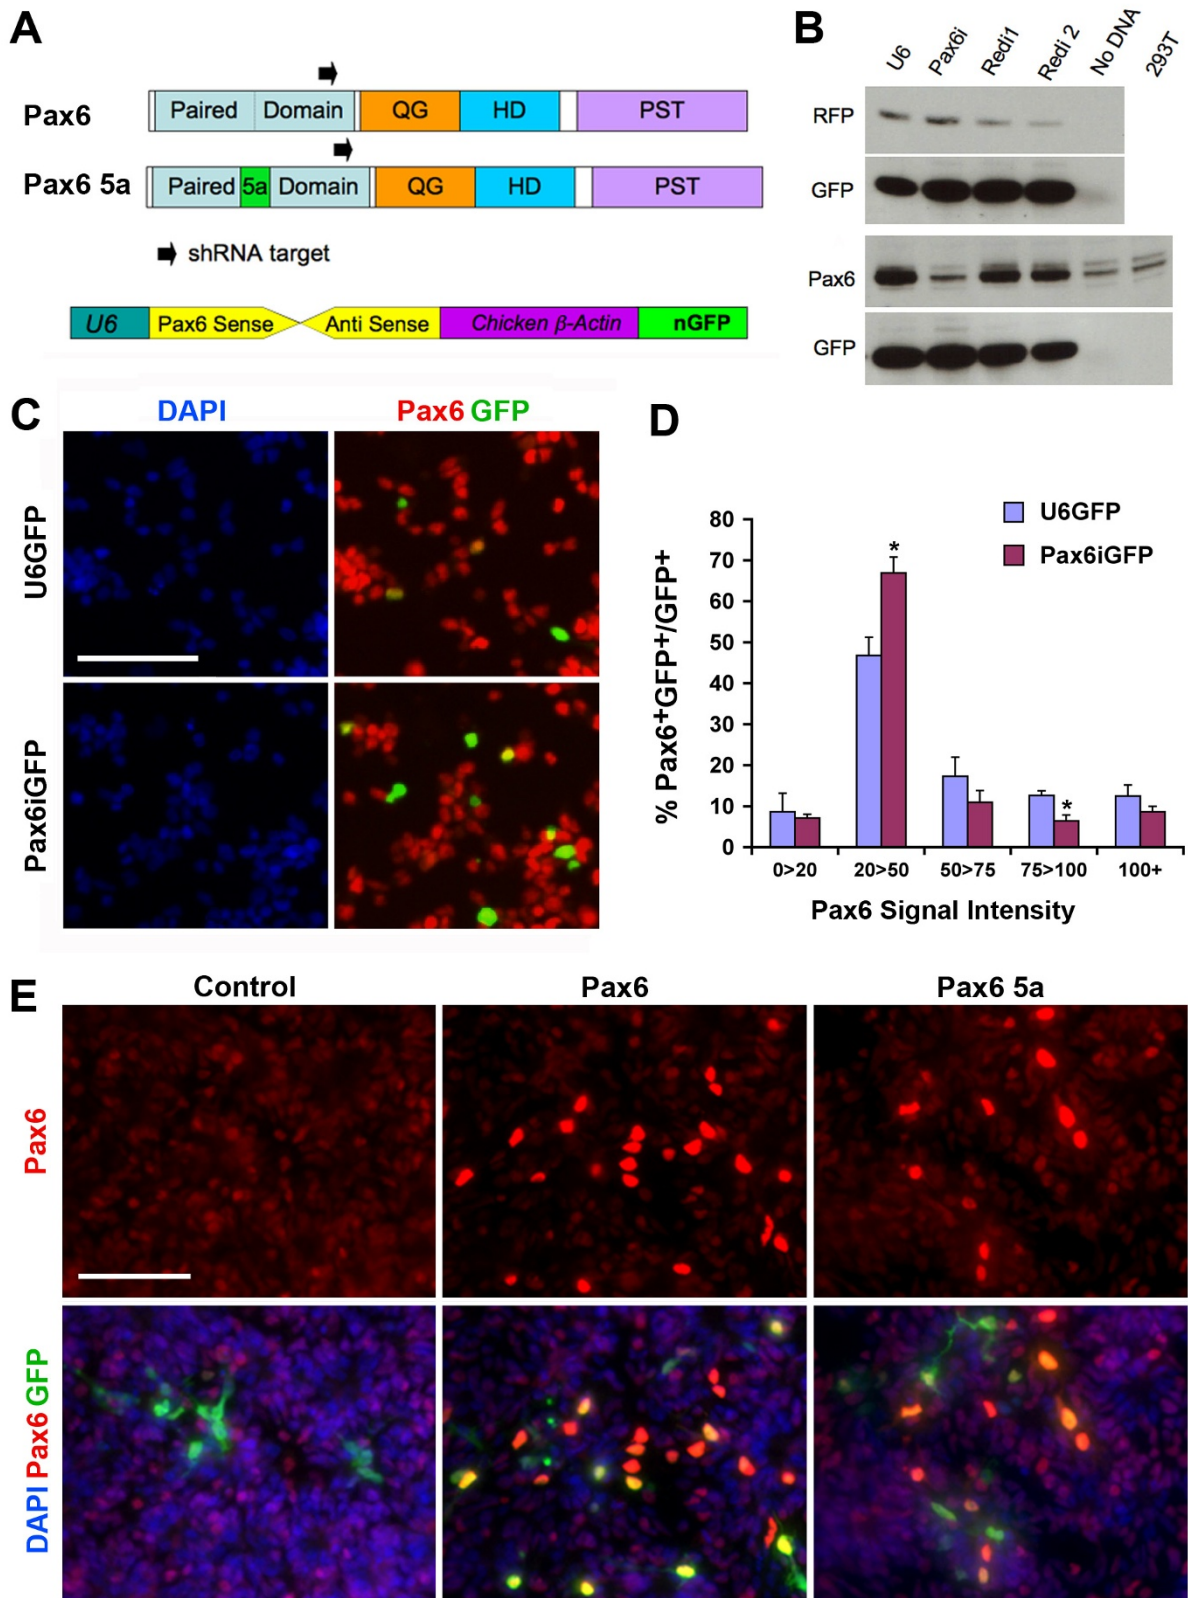 A
Pax6
Paired Domain QG HD PST
Pax6 5a
Paired 5a Domain QG HD PST
shRNA target
U6 Pax6 Sense Anti Sense Chicken β-Actin nGFP
B
U6 Pax6i Redi1 Redi 2 No DNA 293T
RFP
GFP
Pax6
GFP
C
DAPI Pax6 GFP
U6GFP
Pax6iGFP
D
U6GFP
Pax6iGFP
% Pax6+GFP+/GFP+
80
70
60
50
40
30
20
10
0
* *
0>20 20>50 50>75 75>100 100+
Pax6 Signal Intensity
E
Control Pax6 Pax6 5a
Pax6
DAPI Pax6 GFP